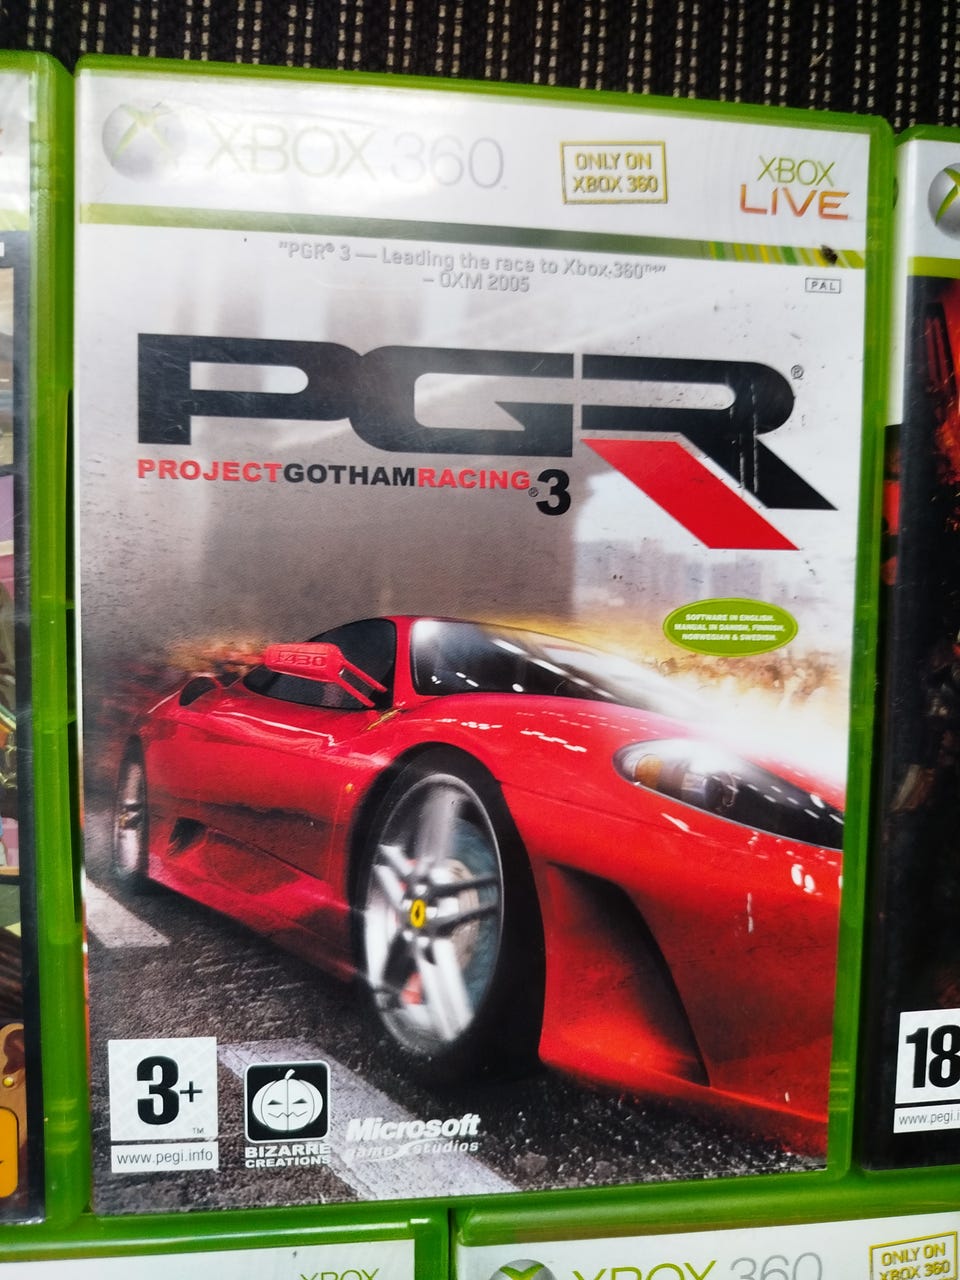 XBOX 360
ONLY ON
XBOX 360
XBOX
LIVE
"PGR® 3 — Leading the race to Xbox 360™"
– OXM 2005
PAL
PGR®
PROJECTGOTHAMRACING®3
SOFTWARE IN ENGLISH.
MANUAL IN DANISH, FINNISH,
NORWEGIAN & SWEDISH.
F430
3+
TM
www.pegi.info
BIZARRE
CREATIONS
Microsoft
game studios
18
www.pegi.i
XBOX
XBOX 360
ONLY ON
XBOX 360